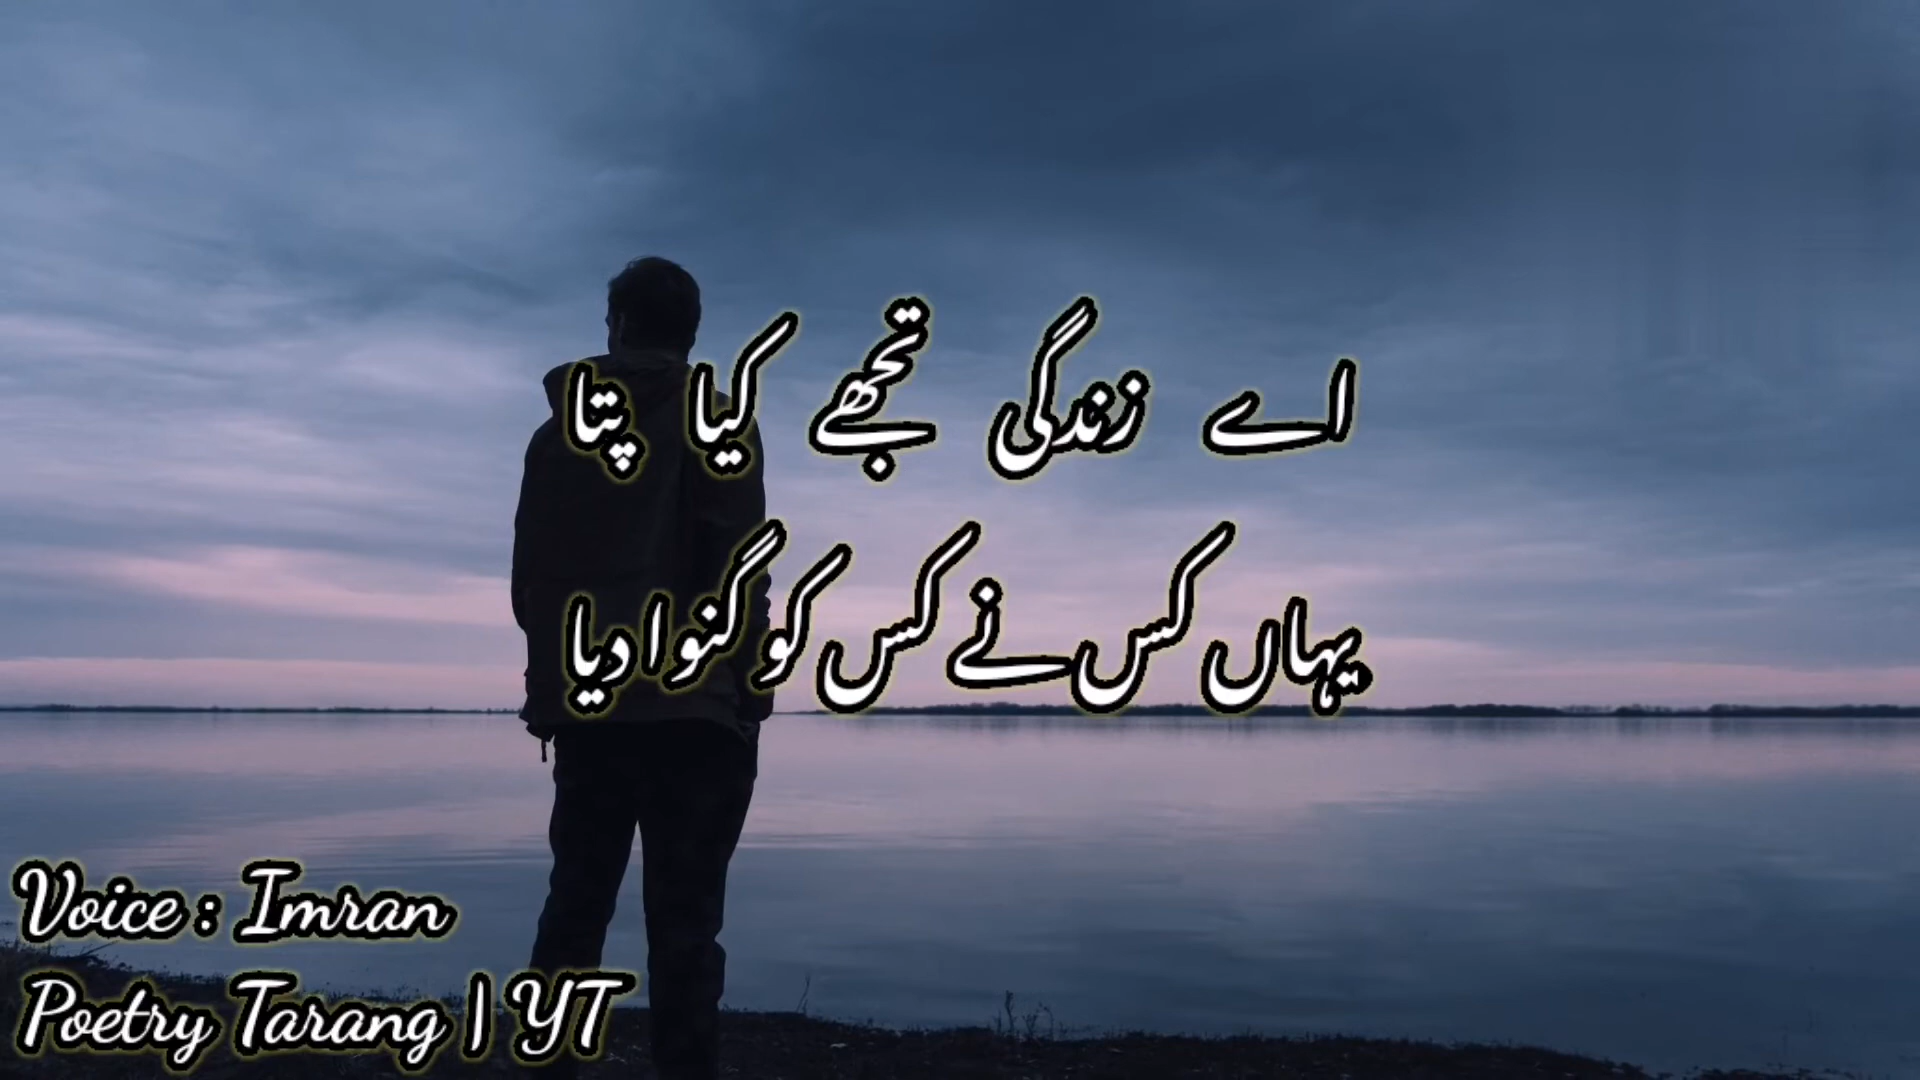 اے زندگی تجھے کیا پتا
یہاں کس نے کس کو گنوا دیا
Voice : Imran
Poetry Tarang | YT